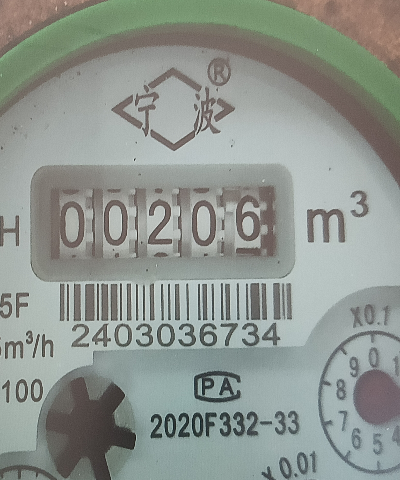 ®
宁波
H 00206 m³
5F
2403036734
m³/h
100
X0.1
PA
2020F332-33
8 9 0 1
7 6 5 4
X0.01